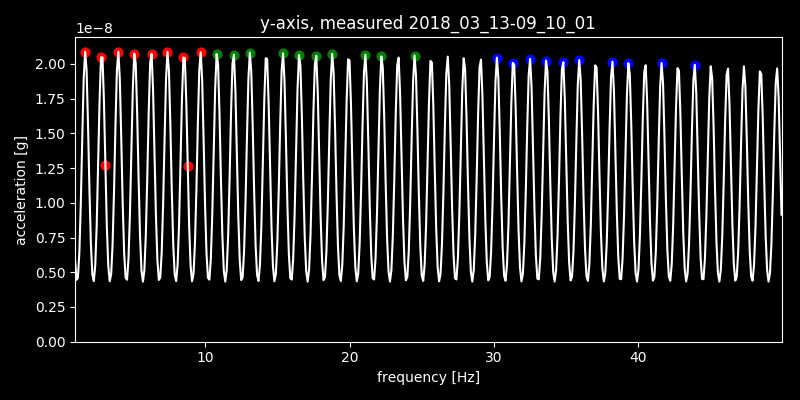 y-axis, measured 2018_03_13-09_10_01
1e−8
2.00
1.75
1.50
1.25
1.00
0.75
0.50
0.25
0.00
acceleration [g]
10 20 30 40
frequency [Hz]